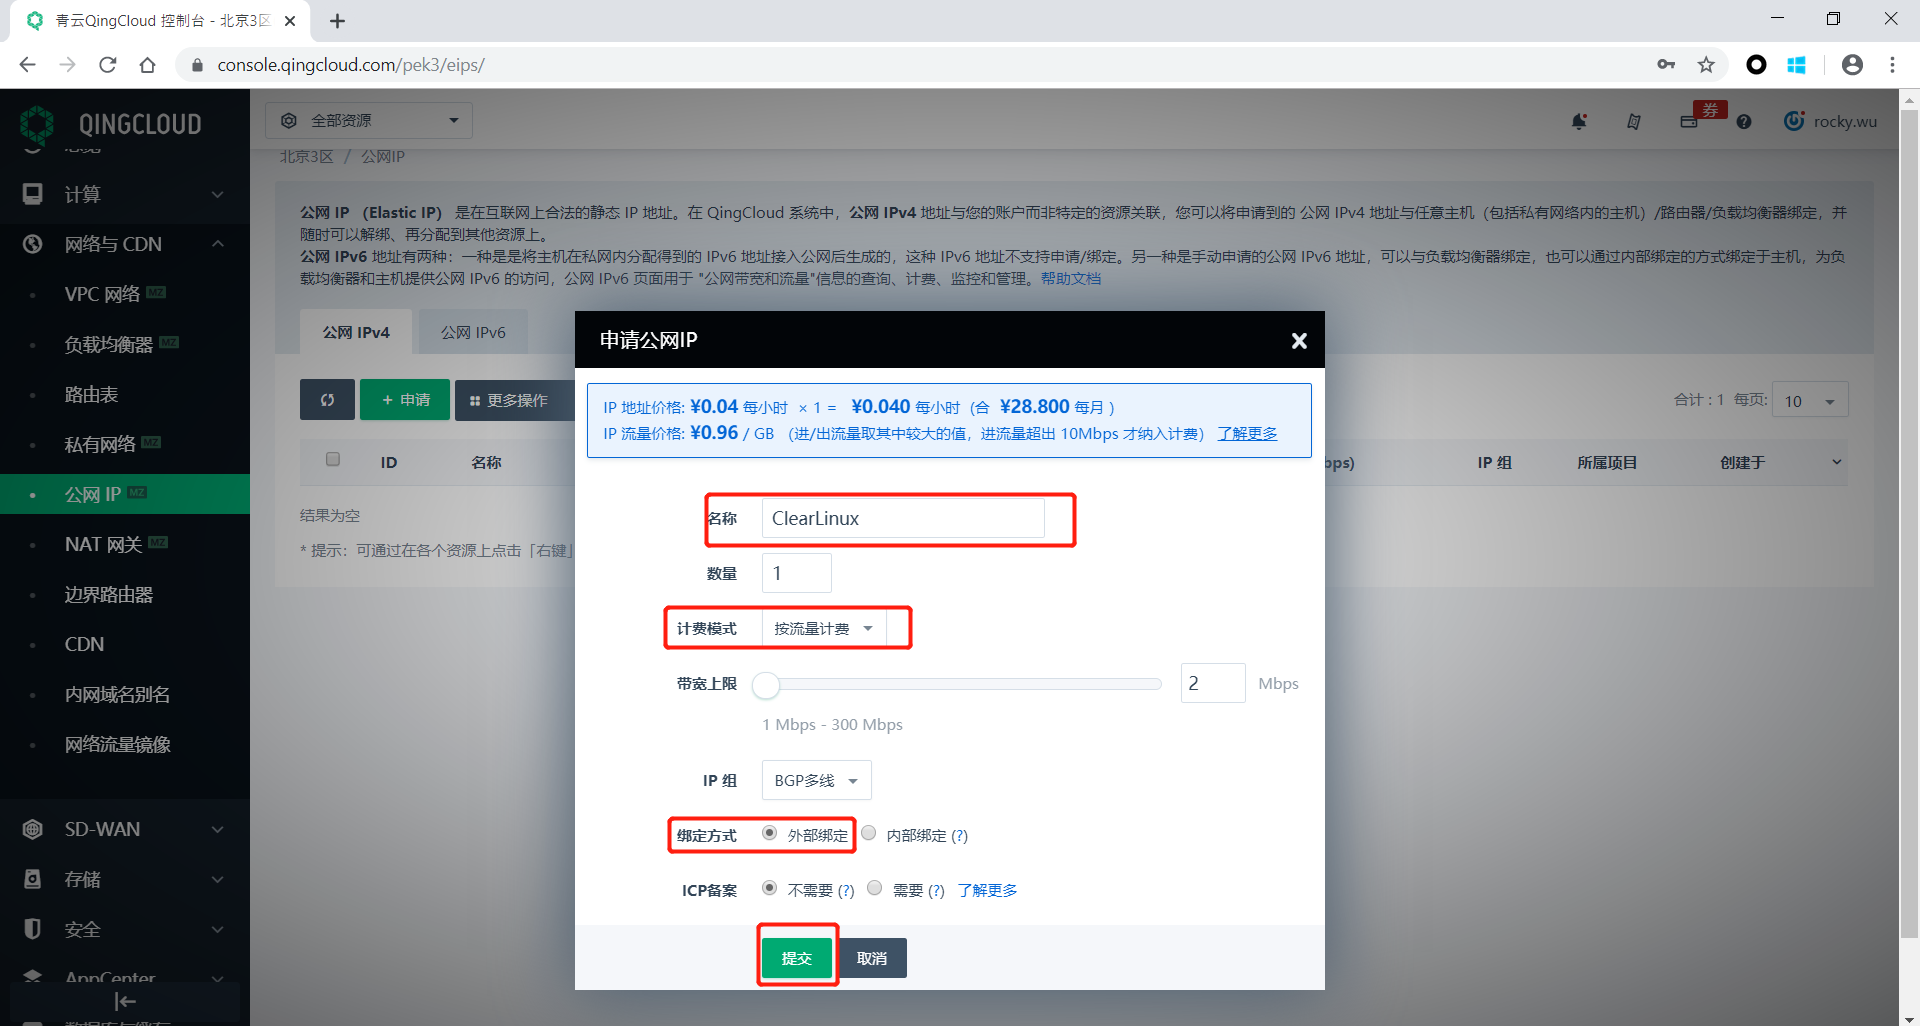 青云QingCloud 控制台 - 北京3区
console.qingcloud.com/pek3/eips/
QINGCLOUD
全部资源
券
rocky.wu
北京3区 / 公网IP
计算
网络与 CDN
VPC 网络 MZ
负载均衡器 MZ
路由表
私有网络 MZ
公网 IP MZ
NAT 网关 MZ
边界路由器
CDN
内网域名别名
网络流量镜像
SD-WAN
存储
安全
AppCenter
公网 IP （Elastic IP） 是在互联网上合法的静态 IP 地址。在 QingCloud 系统中，公网 IPv4 地址与您的账户而非特定的资源关联，您可以将申请到的 公网 IPv4 地址与任意主机（包括私有网络内的主机）/路由器/负载均衡器绑定，并
随时可以解绑、再分配到其他资源上。
公网 IPv6 地址有两种：一种是是将主机在私网内分配得到的 IPv6 地址接入公网后生成的，这种 IPv6 地址不支持申请/绑定。另一种是手动申请的公网 IPv6 地址，可以与负载均衡器绑定，也可以通过内部绑定的方式绑定于主机，为负
载均衡器和主机提供公网 IPv6 的访问，公网 IPv6 页面用于 "公网带宽和流量"信息的查询、计费、监控和管理。帮助文档
公网 IPv4 公网 IPv6
+ 申请 更多操作
合计 : 1 每页: 10
ID 名称 bps) IP 组 所属项目 创建于
结果为空
* 提示：可通过在各个资源上点击「右键」
申请公网IP
IP 地址价格: ¥0.04 每小时 × 1 = ¥0.040 每小时 (合 ¥28.800 每月 )
IP 流量价格: ¥0.96 / GB （进/出流量取其中较大的值，进流量超出 10Mbps 才纳入计费） 了解更多
名称 ClearLinux
数量 1
计费模式 按流量计费
带宽上限 2 Mbps
1 Mbps - 300 Mbps
IP 组 BGP多线
绑定方式 外部绑定 内部绑定 (?)
ICP备案 不需要 (?) 需要 (?) 了解更多
提交 取消